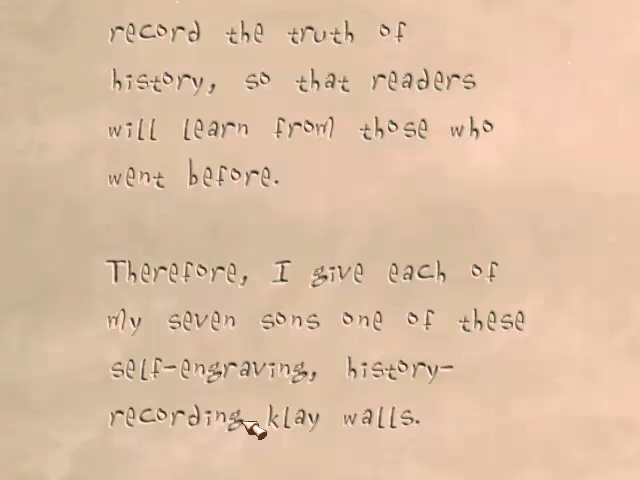 record the truth of
history, so that readers
will learn from those who
went before.
Therefore, I give each of
my seven sons one of these
self-engraving, history-
recording klay walls.